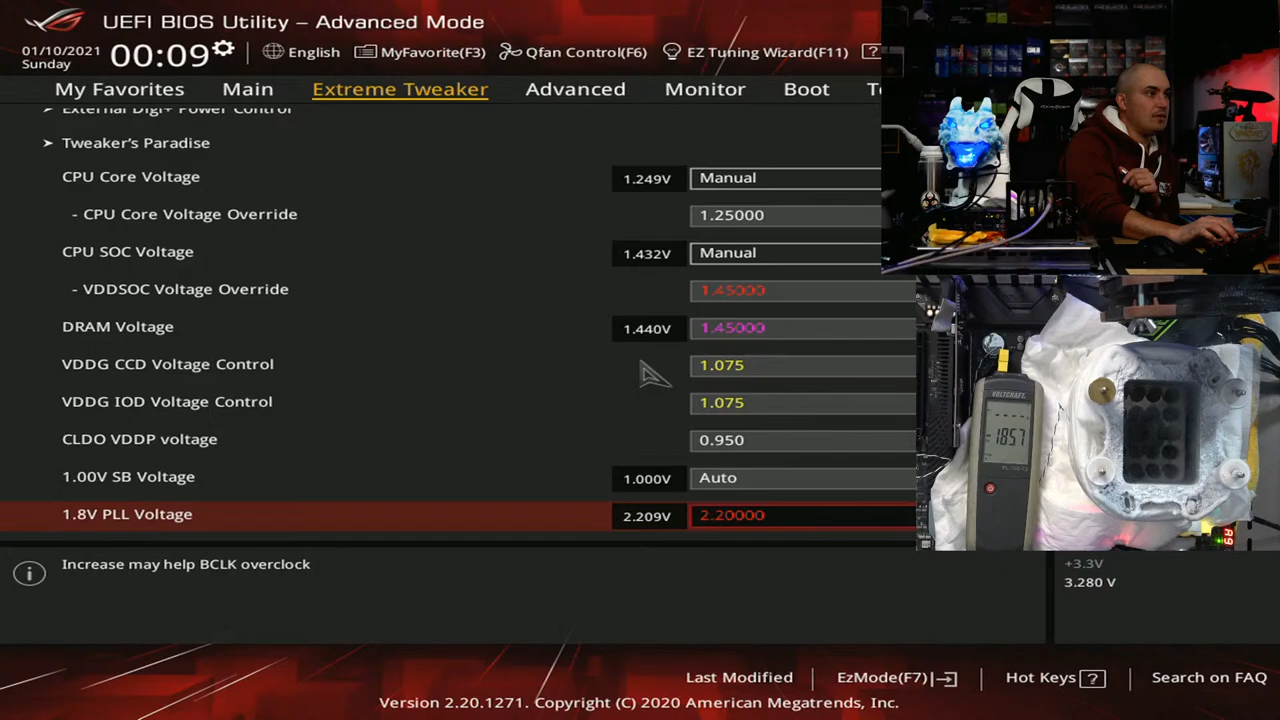 UEFI BIOS Utility – Advanced Mode
01/10/2021
Sunday
00:09
English
MyFavorite(F3)
Qfan Control(F6)
EZ Tuning Wizard(F11)
?
My Favorites
Main
Extreme Tweaker
Advanced
Monitor
Boot
External Digi+ Power Control
Tweaker's Paradise
CPU Core Voltage 1.249V Manual
- CPU Core Voltage Override 1.25000
CPU SOC Voltage 1.432V Manual
- VDDSOC Voltage Override 1.45000
DRAM Voltage 1.440V 1.45000
VDDG CCD Voltage Control 1.075
VDDG IOD Voltage Control 1.075
CLDO VDDP voltage 0.950
1.00V SB Voltage 1.000V Auto
1.8V PLL Voltage 2.209V 2.20000
Increase may help BCLK overclock
+3.3V
3.280 V
VOLTCRAFT
Last Modified
EzMode(F7)
Hot Keys ?
Search on FAQ
Version 2.20.1271. Copyright (C) 2020 American Megatrends, Inc.